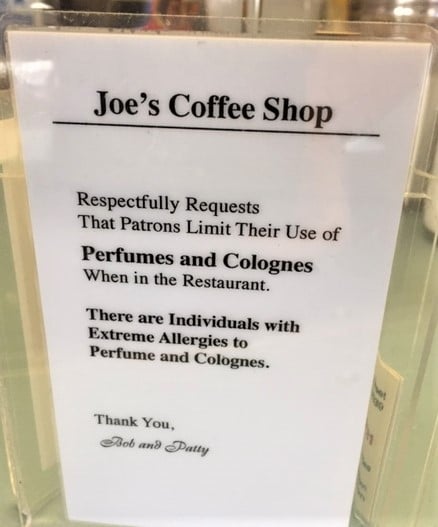 Joe's Coffee Shop
Respectfully Requests
That Patrons Limit Their Use of
Perfumes and Colognes
When in the Restaurant.
There are Individuals with
Extreme Allergies to
Perfume and Colognes.
Thank You,
Bob and Patty